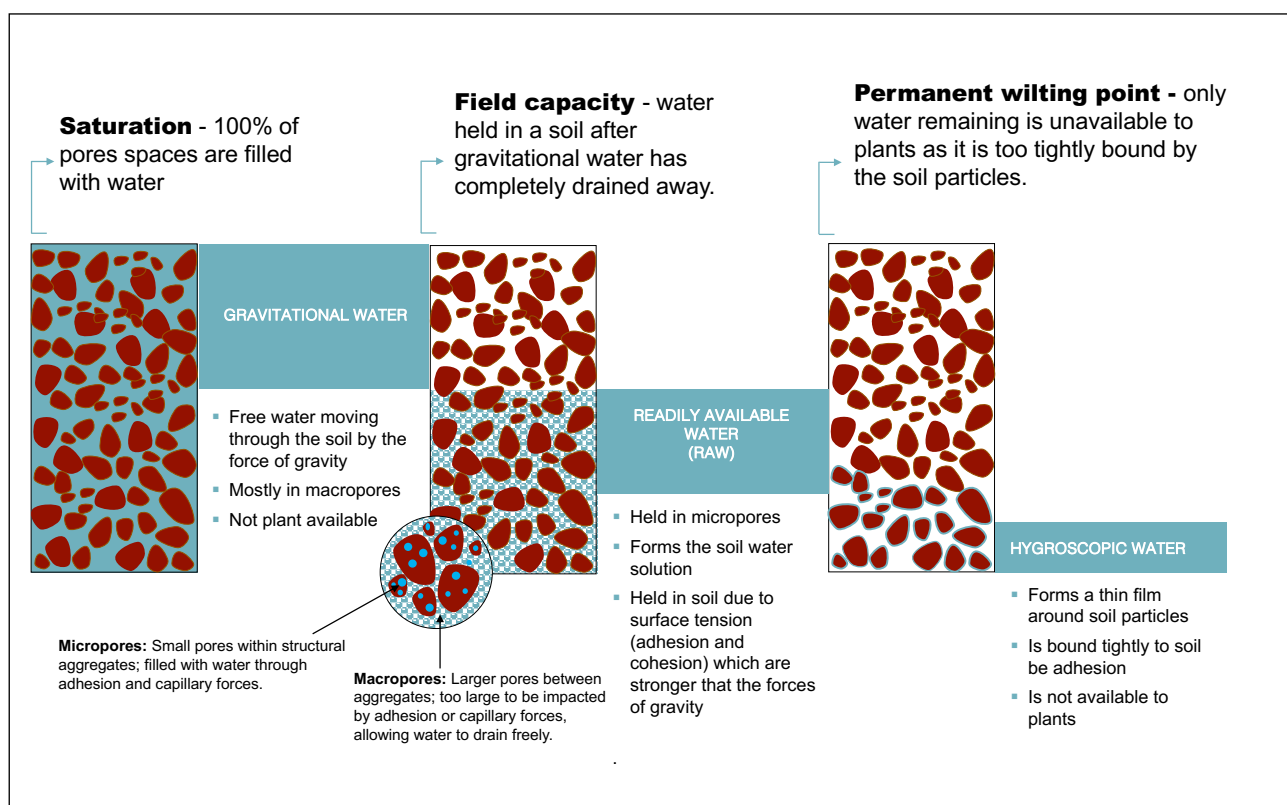 Saturation - 100% of
pores spaces are filled
with water
Field capacity - water
held in a soil after
gravitational water has
completely drained away.
Permanent wilting point - only
water remaining is unavailable to
plants as it is too tightly bound by
the soil particles.
GRAVITATIONAL WATER
▪ Free water moving
through the soil by the
force of gravity
▪ Mostly in macropores
▪ Not plant available
READILY AVAILABLE
WATER
(RAW)
▪ Held in micropores
▪ Forms the soil water
solution
▪ Held in soil due to
surface tension
(adhesion and
cohesion) which are
stronger that the forces
of gravity
HYGROSCOPIC WATER
▪ Forms a thin film
around soil particles
▪ Is bound tightly to soil
be adhesion
▪ Is not available to
plants
Micropores: Small pores within structural
aggregates; filled with water through
adhesion and capillary forces.
Macropores: Larger pores between
aggregates; too large to be impacted
by adhesion or capillary forces,
allowing water to drain freely.
.